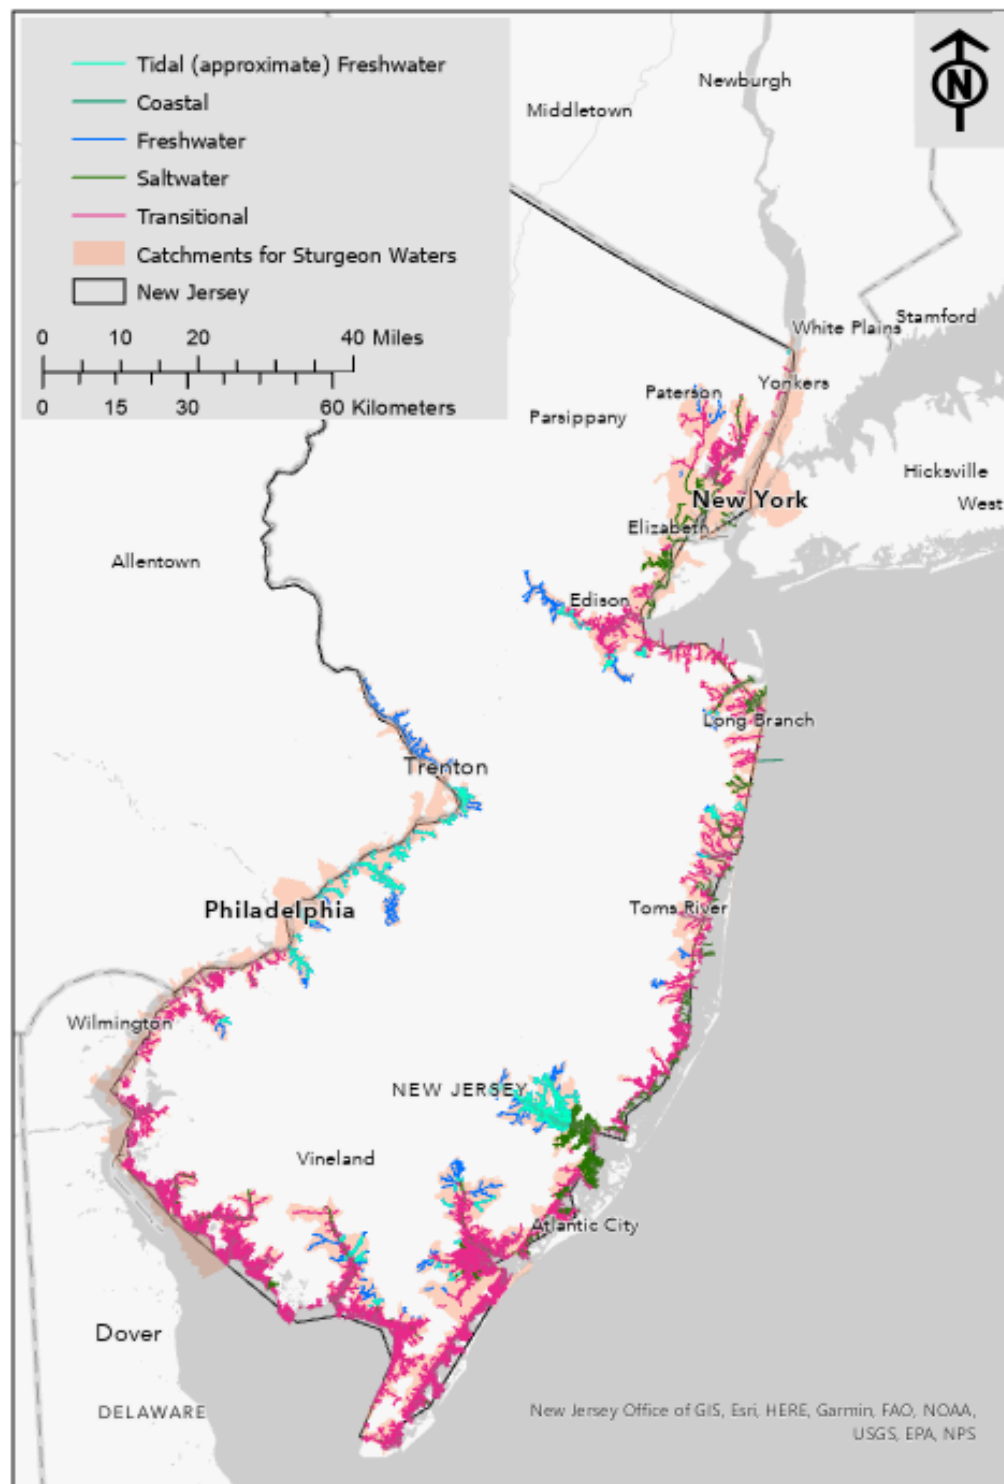 Tidal (approximate) Freshwater
Coastal
Freshwater
Saltwater
Transitional
Catchments for Sturgeon Waters
New Jersey
0 10 20 40 Miles
0 15 30 60 Kilometers
N
Newburgh
Middletown
White Plains
Stamford
Yonkers
Paterson
Parsippany
Hicksville
New York
West
Elizabeth
Allentown
Edison
Long Branch
Trenton
Philadelphia
Toms River
Wilmington
NEW JERSEY
Vineland
Atlantic City
Dover
DELAWARE
New Jersey Office of GIS, Esri, HERE, Garmin, FAO, NOAA,
USGS, EPA, NPS